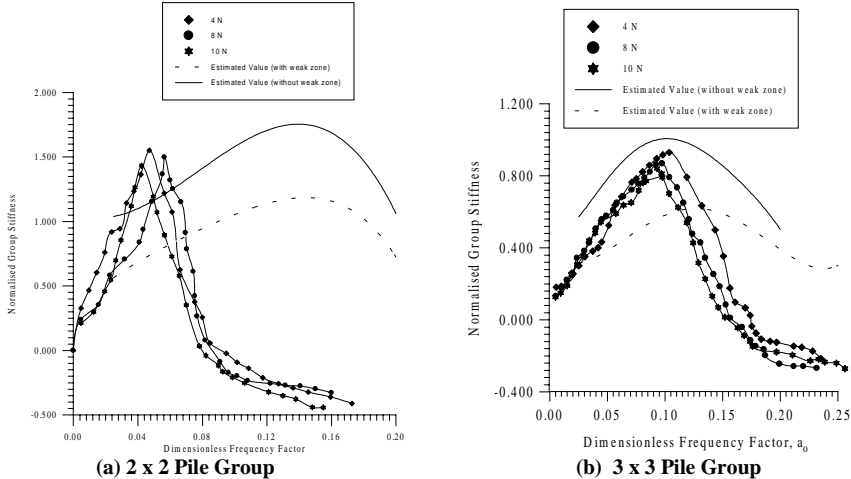 4 N
8 N
10 N
Estimated Value (with weak zone)
Estimated Value (without weak zone)
2.000
1.500
1.000
0.500
0.000
-0.500
Normalised Group Stiffness
0.00
0.04
0.08
0.12
0.16
0.20
Dimensionless Frequency Factor
(a) 2 x 2 Pile Group
4 N
8 N
10 N
Estimated Value (without weak zone)
Estimated Value (with weak zone)
1.200
0.800
0.400
0.000
-0.400
Normalised Group Stiffness
0.00
0.05
0.10
0.15
0.20
0.25
Dimensionless Frequency Factor, a0
(b) 3 x 3 Pile Group